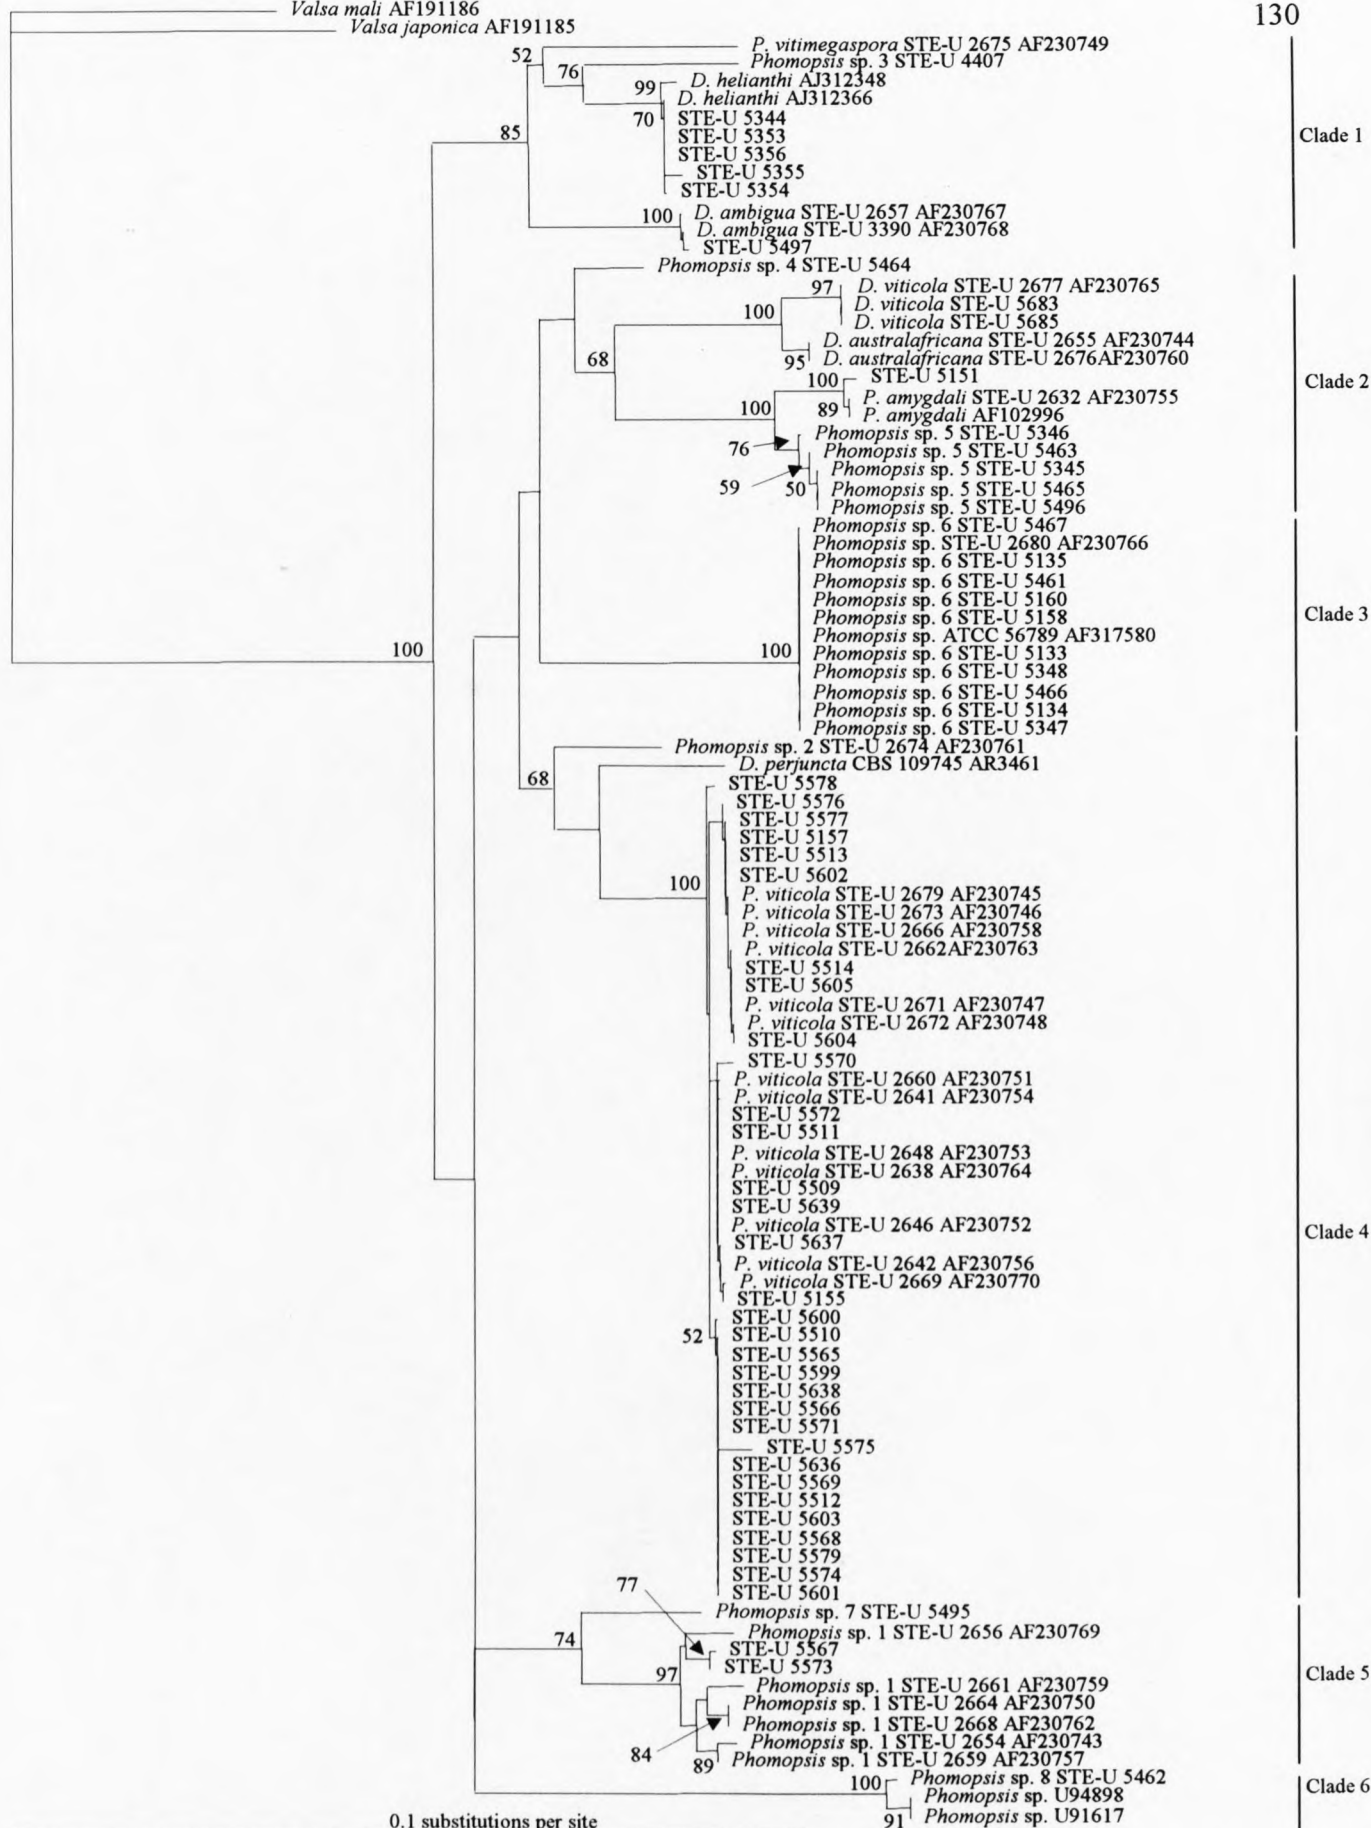 Valsa mali AF191186
130
Valsa japonica AF191185
P. vitimegaspora STE-U 2675 AF230749
52
Phomopsis sp. 3 STE-U 4407
76
D. helianthi AJ312348
99
D. helianthi AJ312366
70
STE-U 5344
STE-U 5353
85
Clade 1
STE-U 5356
STE-U 5355
STE-U 5354
D. ambigua STE-U 2657 AF230767
100
D. ambigua STE-U 3390 AF230768
STE-U 5497
Phomopsis sp. 4 STE-U 5464
D. viticola STE-U 2677 AF230765
97
D. viticola STE-U 5683
100
D. viticola STE-U 5685
D. australafricana STE-U 2655 AF230744
D. australafricana STE-U 2676AF230760
68
95
STE-U 5151
100
Clade 2
P. amygdali STE-U 2632 AF230755
100
89
P. amygdali AF102996
Phomopsis sp. 5 STE-U 5346
76
Phomopsis sp. 5 STE-U 5463
Phomopsis sp. 5 STE-U 5345
59
50
Phomopsis sp. 5 STE-U 5465
Phomopsis sp. 5 STE-U 5496
Phomopsis sp. 6 STE-U 5467
Phomopsis sp. STE-U 2680 AF230766
Phomopsis sp. 6 STE-U 5135
Phomopsis sp. 6 STE-U 5461
Phomopsis sp. 6 STE-U 5160
Phomopsis sp. 6 STE-U 5158
Clade 3
Phomopsis sp. ATCC 56789 AF317580
100
100
Phomopsis sp. 6 STE-U 5133
Phomopsis sp. 6 STE-U 5348
Phomopsis sp. 6 STE-U 5466
Phomopsis sp. 6 STE-U 5134
Phomopsis sp. 6 STE-U 5347
Phomopsis sp. 2 STE-U 2674 AF230761
D. perjuncta CBS 109745 AR3461
68
STE-U 5578
STE-U 5576
STE-U 5577
STE-U 5157
STE-U 5513
STE-U 5602
100
P. viticola STE-U 2679 AF230745
P. viticola STE-U 2673 AF230746
P. viticola STE-U 2666 AF230758
P. viticola STE-U 2662AF230763
STE-U 5514
STE-U 5605
P. viticola STE-U 2671 AF230747
P. viticola STE-U 2672 AF230748
STE-U 5604
STE-U 5570
P. viticola STE-U 2660 AF230751
P. viticola STE-U 2641 AF230754
STE-U 5572
STE-U 5511
P. viticola STE-U 2648 AF230753
P. viticola STE-U 2638 AF230764
STE-U 5509
STE-U 5639
P. viticola STE-U 2646 AF230752
Clade 4
STE-U 5637
P. viticola STE-U 2642 AF230756
P. viticola STE-U 2669 AF230770
STE-U 5155
STE-U 5600
52
STE-U 5510
STE-U 5565
STE-U 5599
STE-U 5638
STE-U 5566
STE-U 5571
STE-U 5575
STE-U 5636
STE-U 5569
STE-U 5512
STE-U 5603
STE-U 5568
STE-U 5579
STE-U 5574
77
STE-U 5601
Phomopsis sp. 7 STE-U 5495
Phomopsis sp. 1 STE-U 2656 AF230769
74
STE-U 5567
STE-U 5573
97
Clade 5
Phomopsis sp. 1 STE-U 2661 AF230759
Phomopsis sp. 1 STE-U 2664 AF230750
Phomopsis sp. 1 STE-U 2668 AF230762
Phomopsis sp. 1 STE-U 2654 AF230743
84
89
Phomopsis sp. 1 STE-U 2659 AF230757
Phomopsis sp. 8 STE-U 5462
100
Clade 6
Phomopsis sp. U94898
Phomopsis sp. U91617
91
0.1 substitutions per site